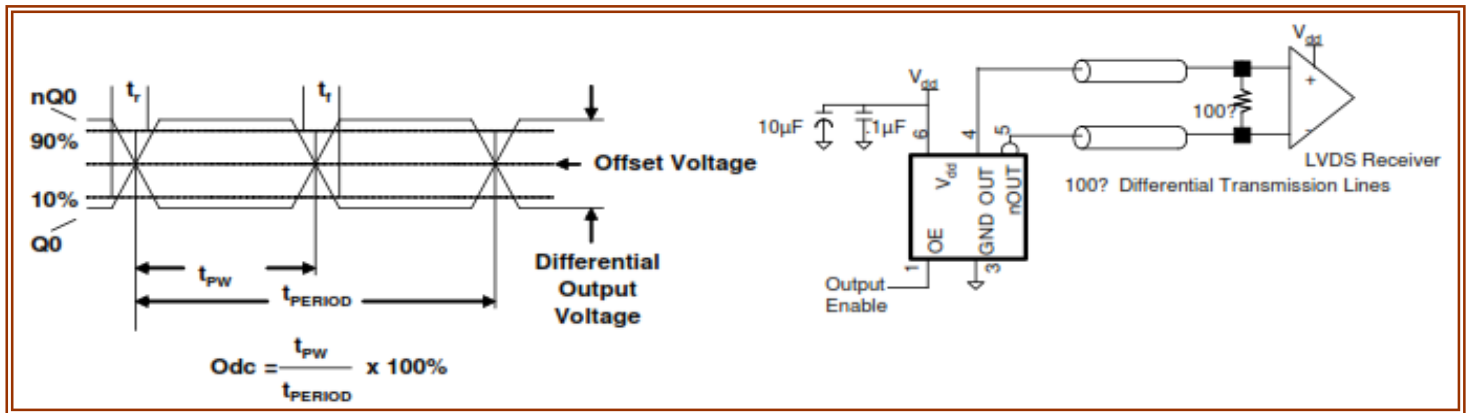 nQ0
tr
tf
90%
Offset Voltage
10%
Q0
tPW
tPERIOD
Differential
Output
Voltage
Odc = tPW
tPERIOD
x 100%
Vdd
10µF
.1µF
6
4
5
Vdd
OUT
nOUT
OE
GND
1
3
Output
Enable
Vdd
+
-
100?
LVDS Receiver
100? Differential Transmission Lines